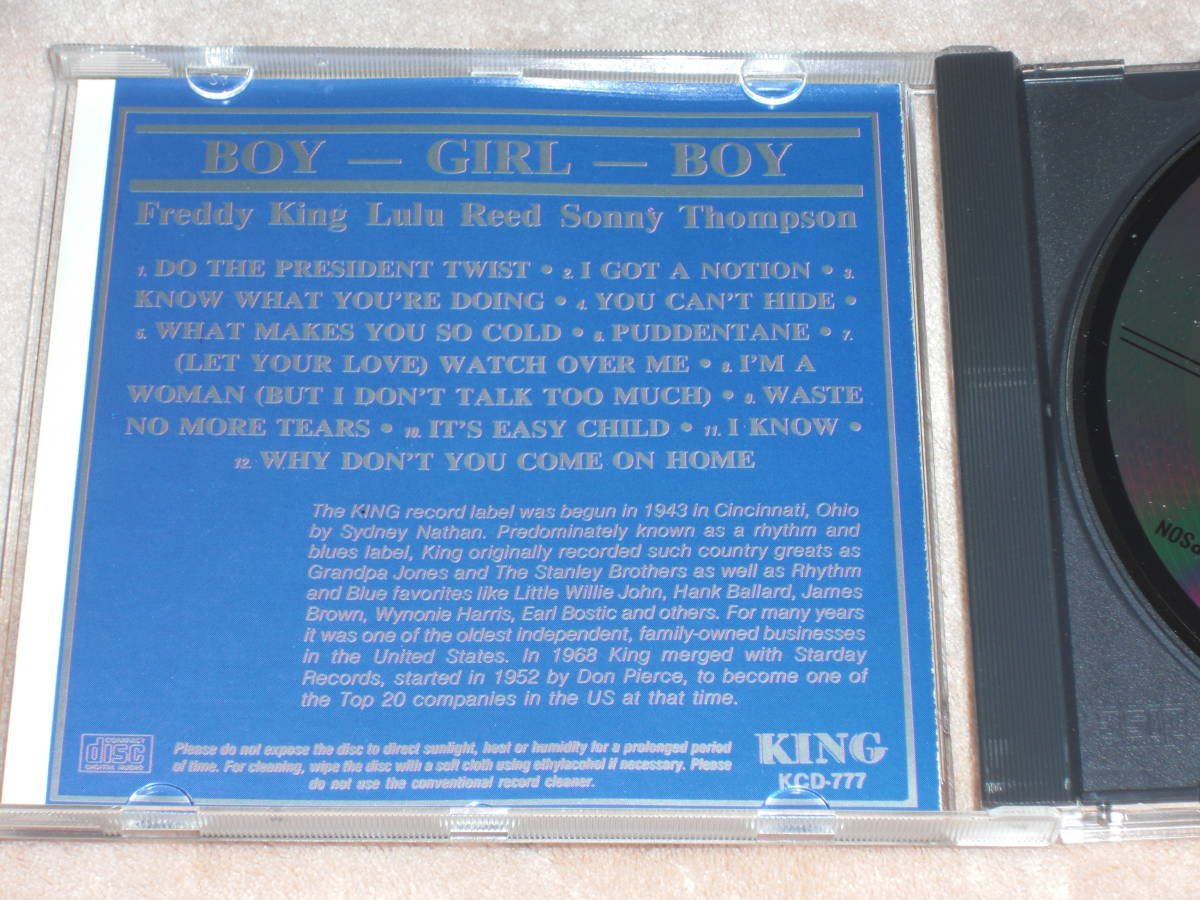 BOY — GIRL — BOY
Freddy King Lulu Reed Sonny Thompson
1. DO THE PRESIDENT TWIST • 2. I GOT A NOTION • 3.
KNOW WHAT YOU'RE DOING • 4. YOU CAN'T HIDE •
5. WHAT MAKES YOU SO COLD • 6. PUDDENTANE • 7.
(LET YOUR LOVE) WATCH OVER ME • 8. I'M A
WOMAN (BUT I DON'T TALK TOO MUCH) • 9. WASTE
NO MORE TEARS • 10. IT'S EASY CHILD • 11. I KNOW •
12. WHY DON'T YOU COME ON HOME
The KING record label was begun in 1943 in Cincinnati, Ohio
by Sydney Nathan. Predominately known as a rhythm and
blues label, King originally recorded such country greats as
Grandpa Jones and The Stanley Brothers as well as Rhythm
and Blue favorites like Little Willie John, Hank Ballard, James
Brown, Wynonie Harris, Earl Bostic and others. For many years
it was one of the oldest independent, family-owned businesses
in the United States. In 1968 King merged with Starday
Records, started in 1952 by Don Pierce, to become one of
the Top 20 companies in the US at that time.
COMPACT
disc
DIGITAL AUDIO
Please do not expose the disc to direct sunlight, heat or humidity for a prolonged period
of time. For cleaning, wipe the disc with a soft cloth using ethylacohol if necessary. Please
do not use the conventional record cleaner.
KING
KCD-777
PSON